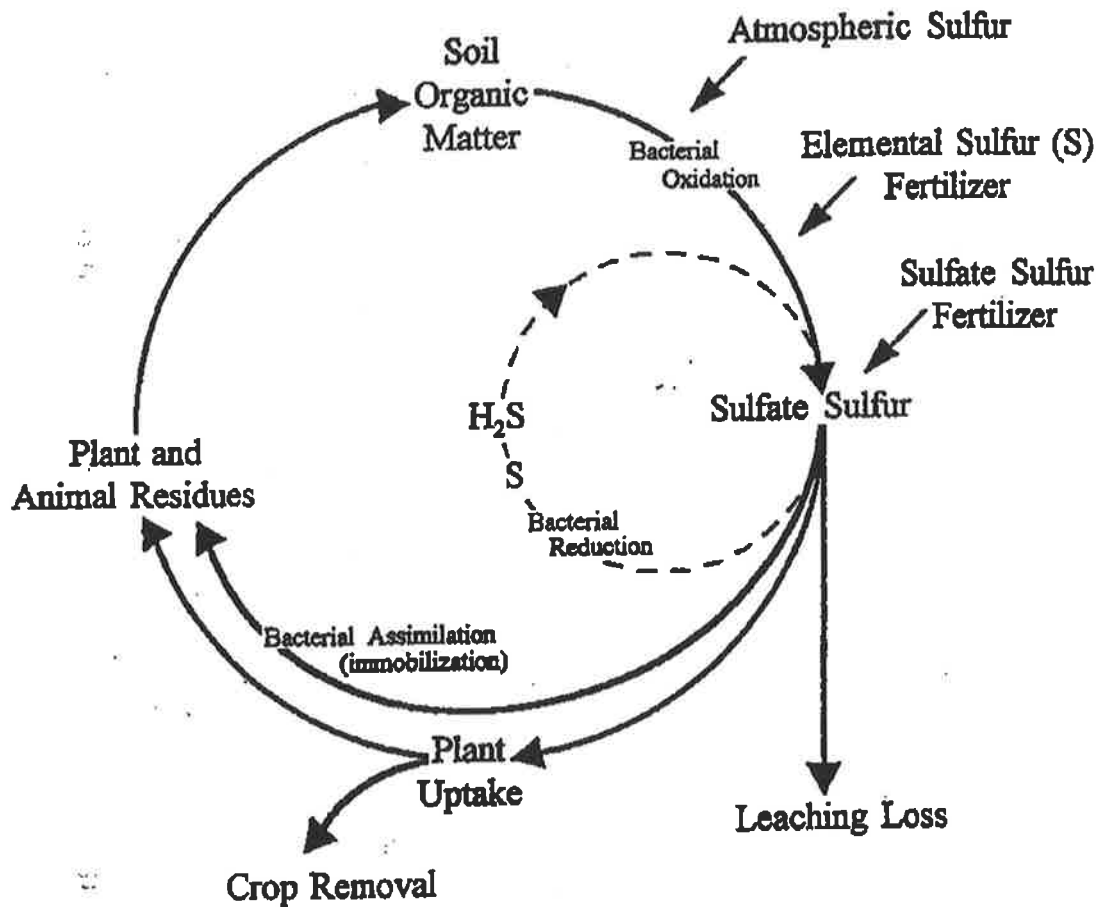 Atmospheric Sulfur
Soil
Organic
Matter
Bacterial
Oxidation
Elemental Sulfur (S)
Fertilizer
Sulfate Sulfur
Fertilizer
H₂S
S
Sulfate Sulfur
Plant and
Animal Residues
Bacterial
Reduction
Bacterial Assimilation
(immobilization)
Plant
Uptake
Leaching Loss
Crop Removal